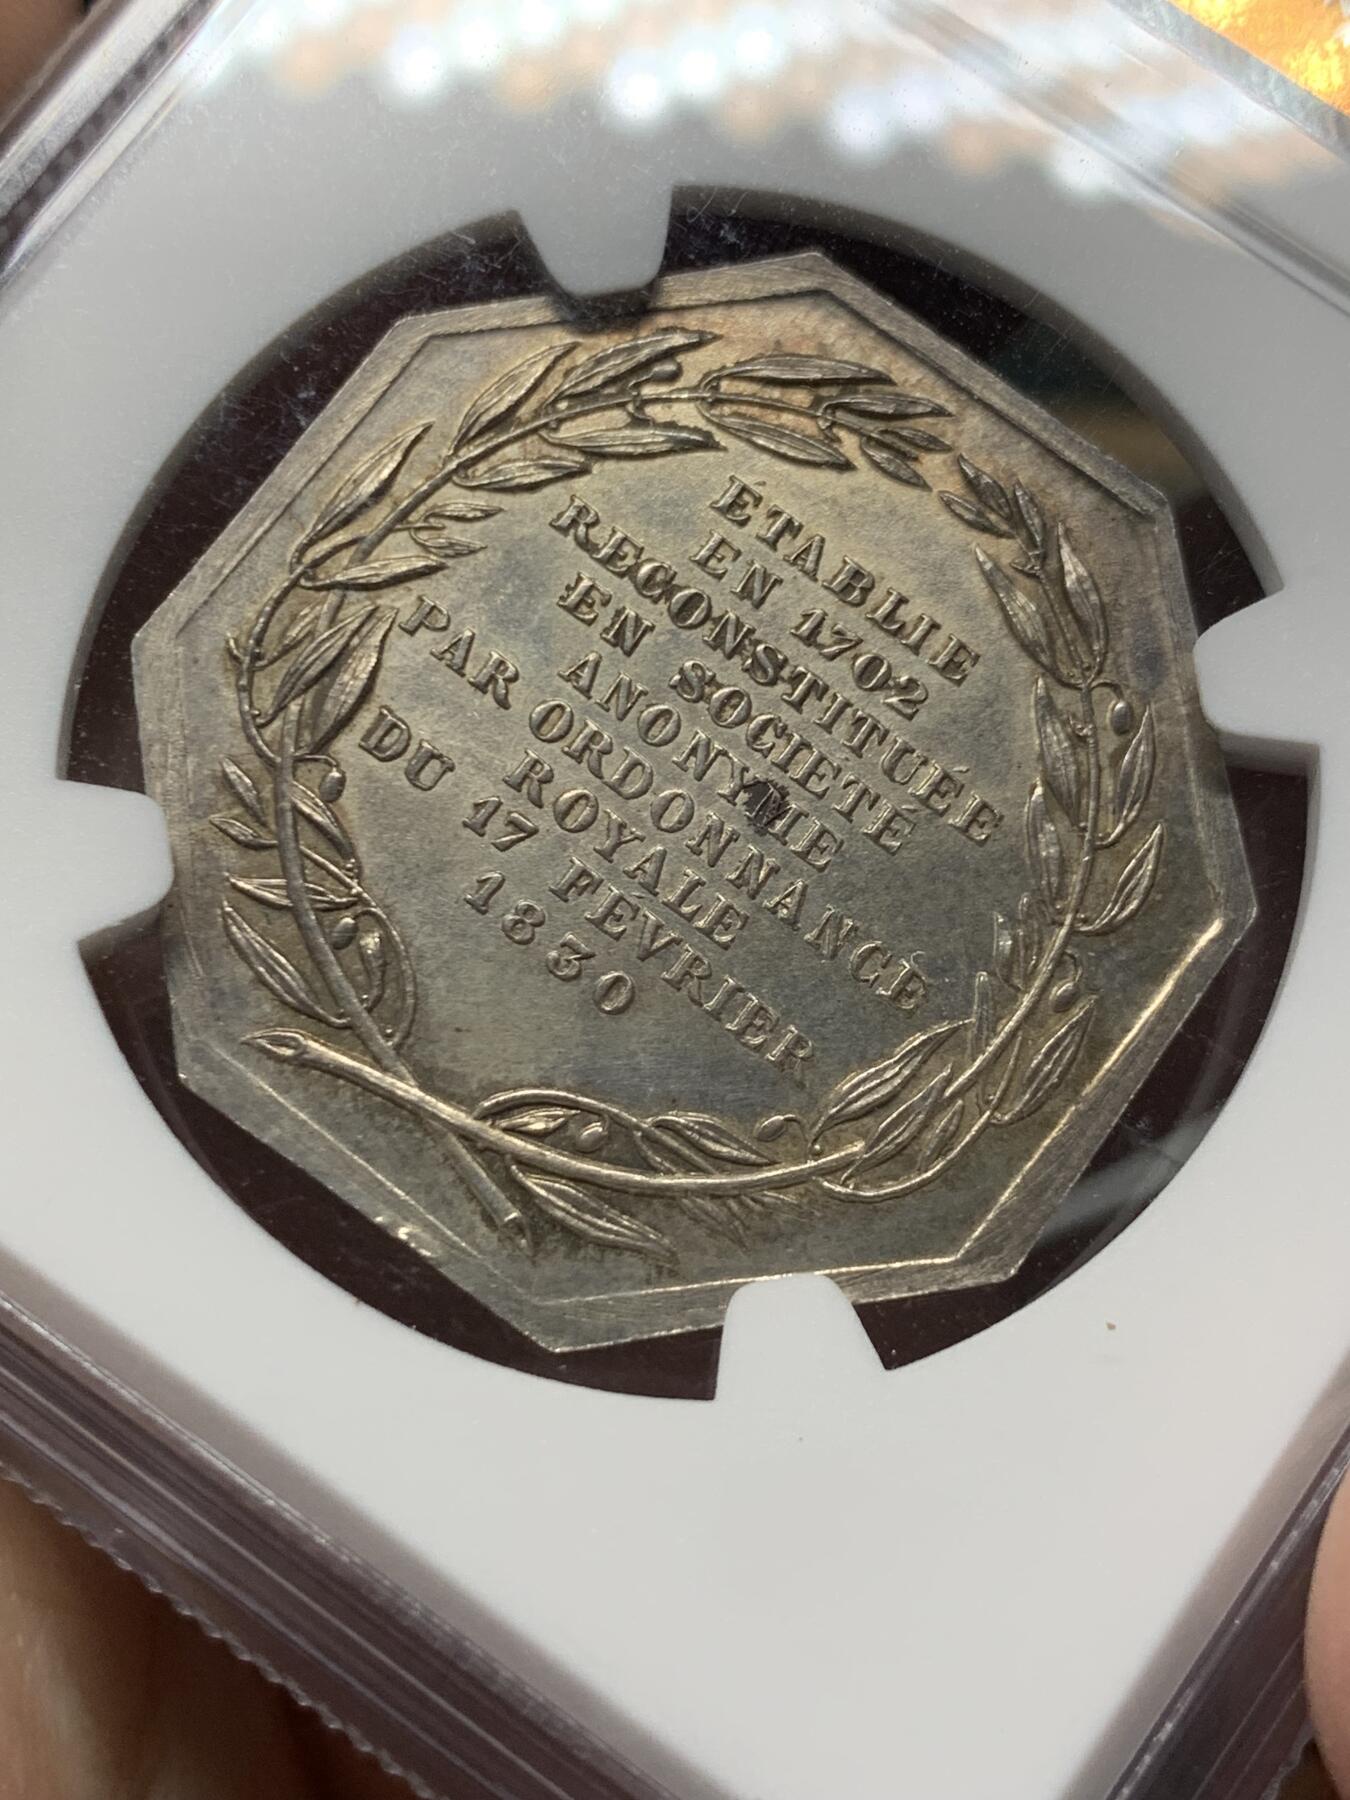 ÉTABLIE
EN 1702
RECONSTITUÉE
EN SOCIÉTÉ
ANONYME
PAR ORDONNANCE
ROYALE
DU 17 FÉVRIER
1830